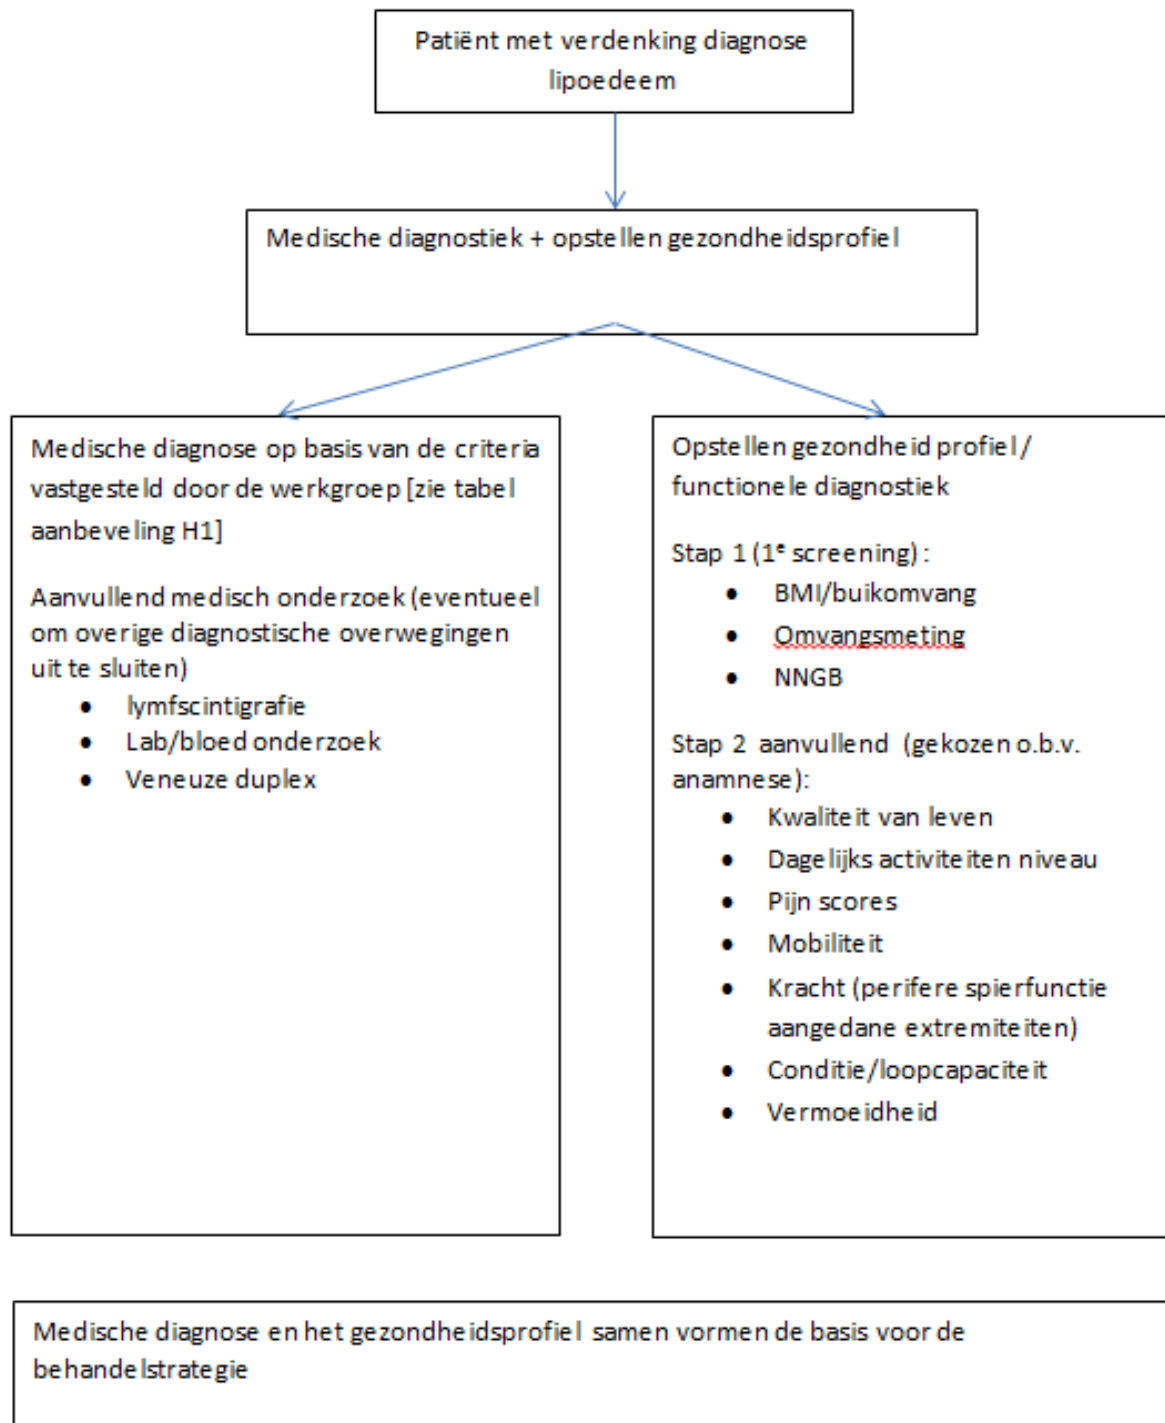 Patiënt met verdenking diagnose
lipoedeem
Medische diagnostiek + opstellen gezondheidsprofiel
Medische diagnose op basis van de criteria
vastgesteld door de werkgroep [zie tabel
aanbeveling H1]
Aanvullend medisch onderzoek (eventueel
om overige diagnostische overwegingen
uit te sluiten)
• lymfscintigrafie
• Lab/bloed onderzoek
• Veneuze duplex
Opstellen gezondheid profiel/
functionele diagnostiek
Stap 1 (1ᵉ screening) :
• BMI/buikomvang
• Omvangsmeting
• NNGB
Stap 2 aanvullend (gekozen o.b.v.
anamnese):
• Kwaliteit van leven
• Dagelijks activiteiten niveau
• Pijn scores
• Mobiliteit
• Kracht (perifere spierfunctie
aangedane extremiteiten)
• Conditie/loopcapaciteit
• Vermoeidheid
Medische diagnose en het gezondheidsprofiel samen vormen de basis voor de
behandelstrategie